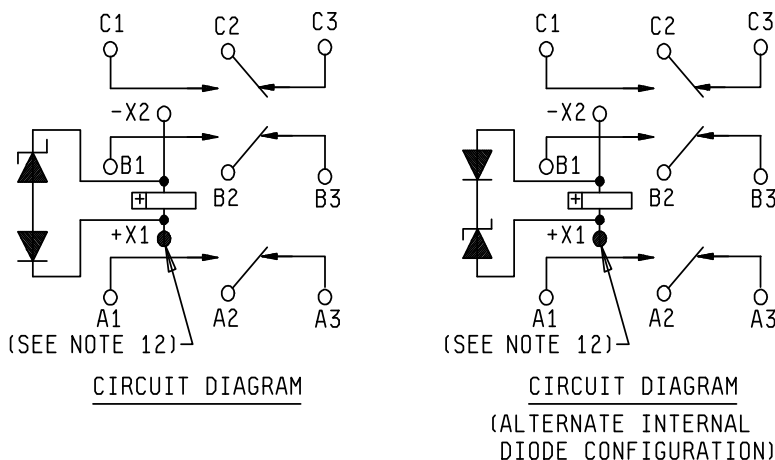 C1
C2
C3
-X2
B1
B2
B3
+
+X1
A1
A2
A3
(SEE NOTE 12)
CIRCUIT DIAGRAM
C1
C2
C3
-X2
B1
B2
B3
+
+X1
A1
A2
A3
(SEE NOTE 12)
CIRCUIT DIAGRAM
(ALTERNATE INTERNAL
DIODE CONFIGURATION)